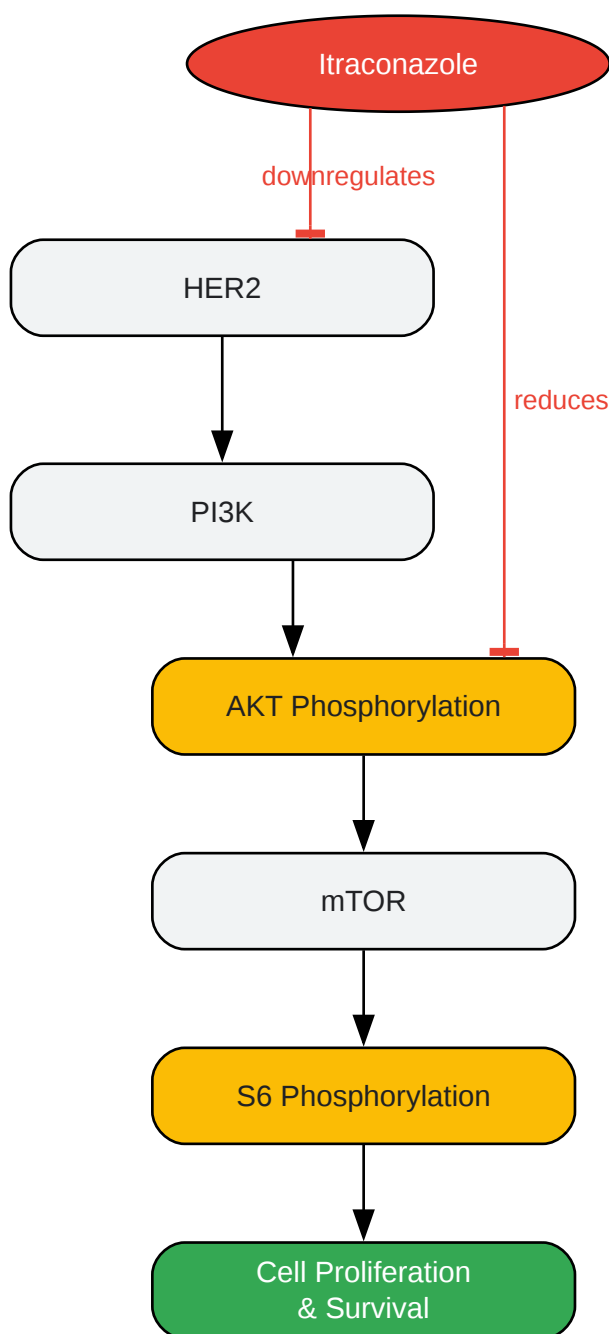 Itraconazole
downregulates
HER2
reduces
PI3K
AKT Phosphorylation
mTOR
S6 Phosphorylation
Cell Proliferation
& Survival